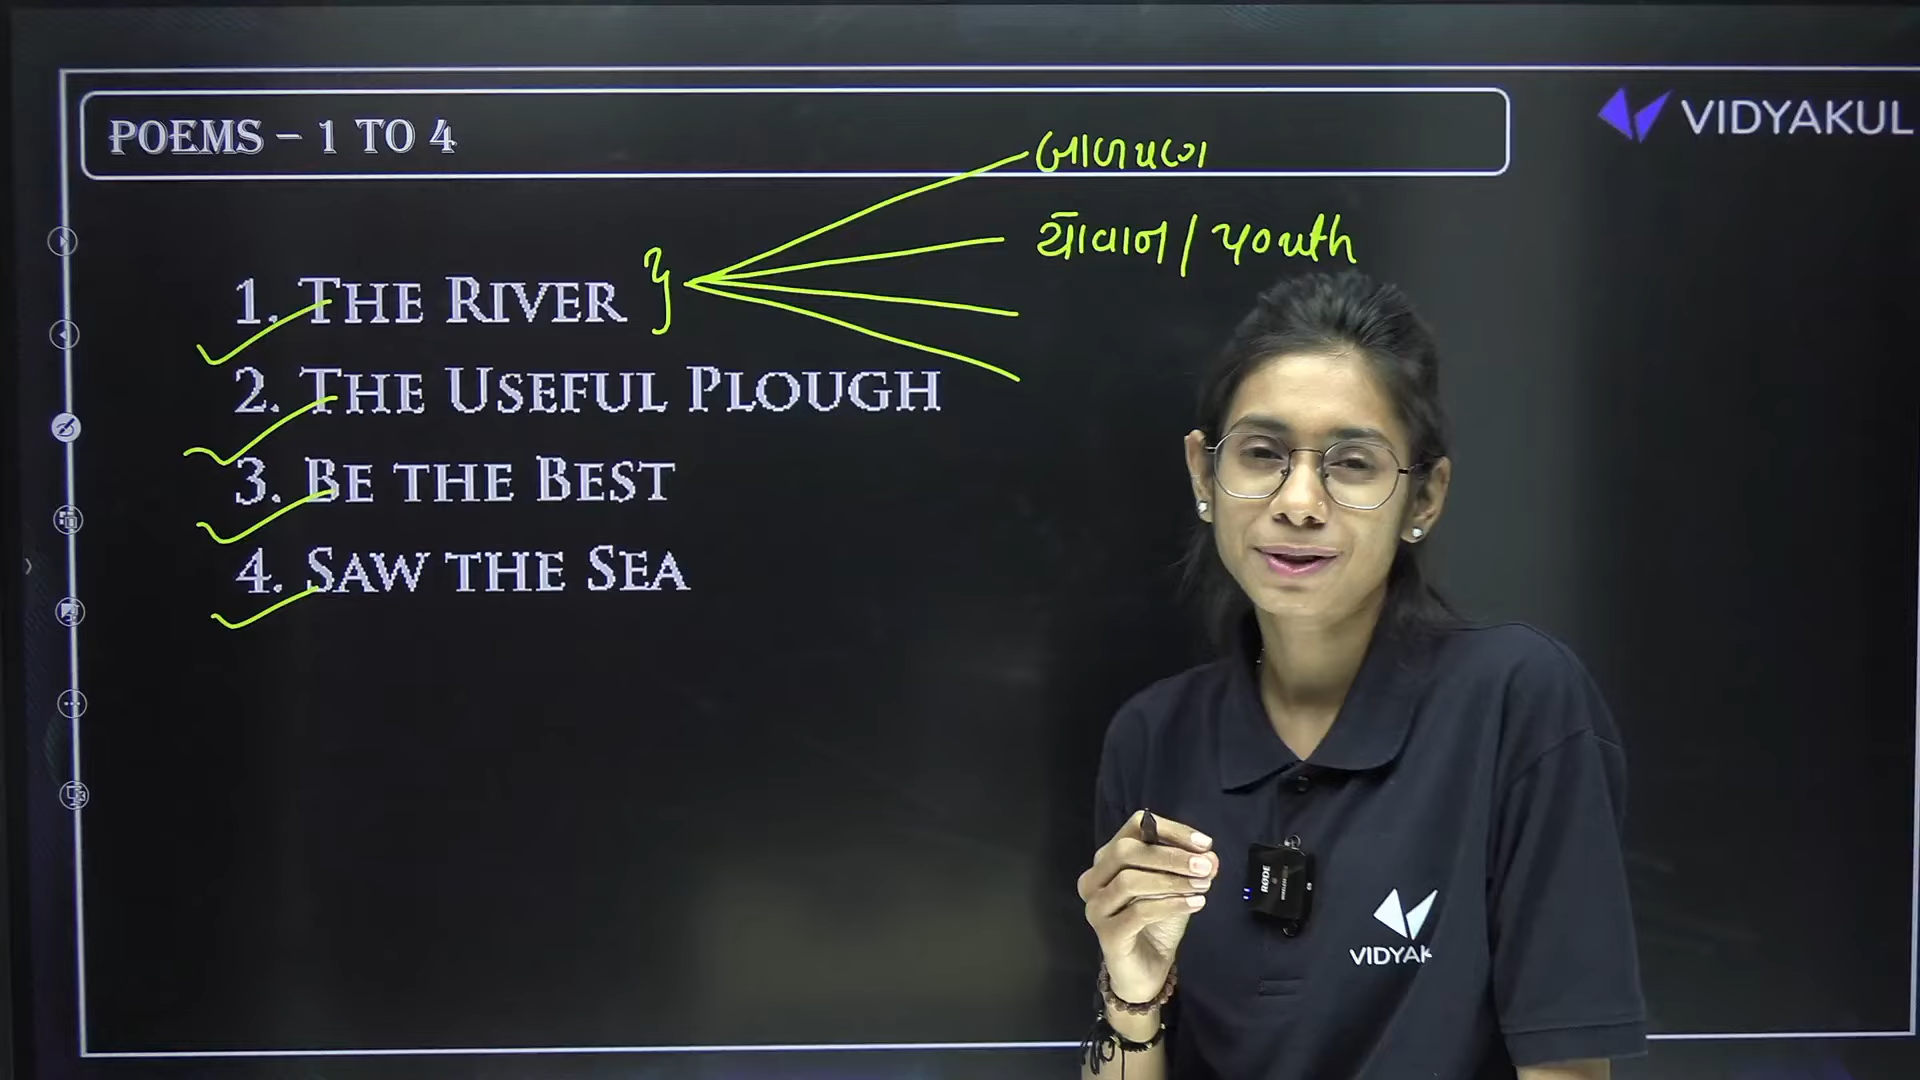 POEMS – 1 TO 4
VIDYAKUL
બાળપણ
યૌવાન / Youth
1. THE RIVER
2. THE USEFUL PLOUGH
3. BE THE BEST
4. SAW THE SEA
RØDE
VIDYAK